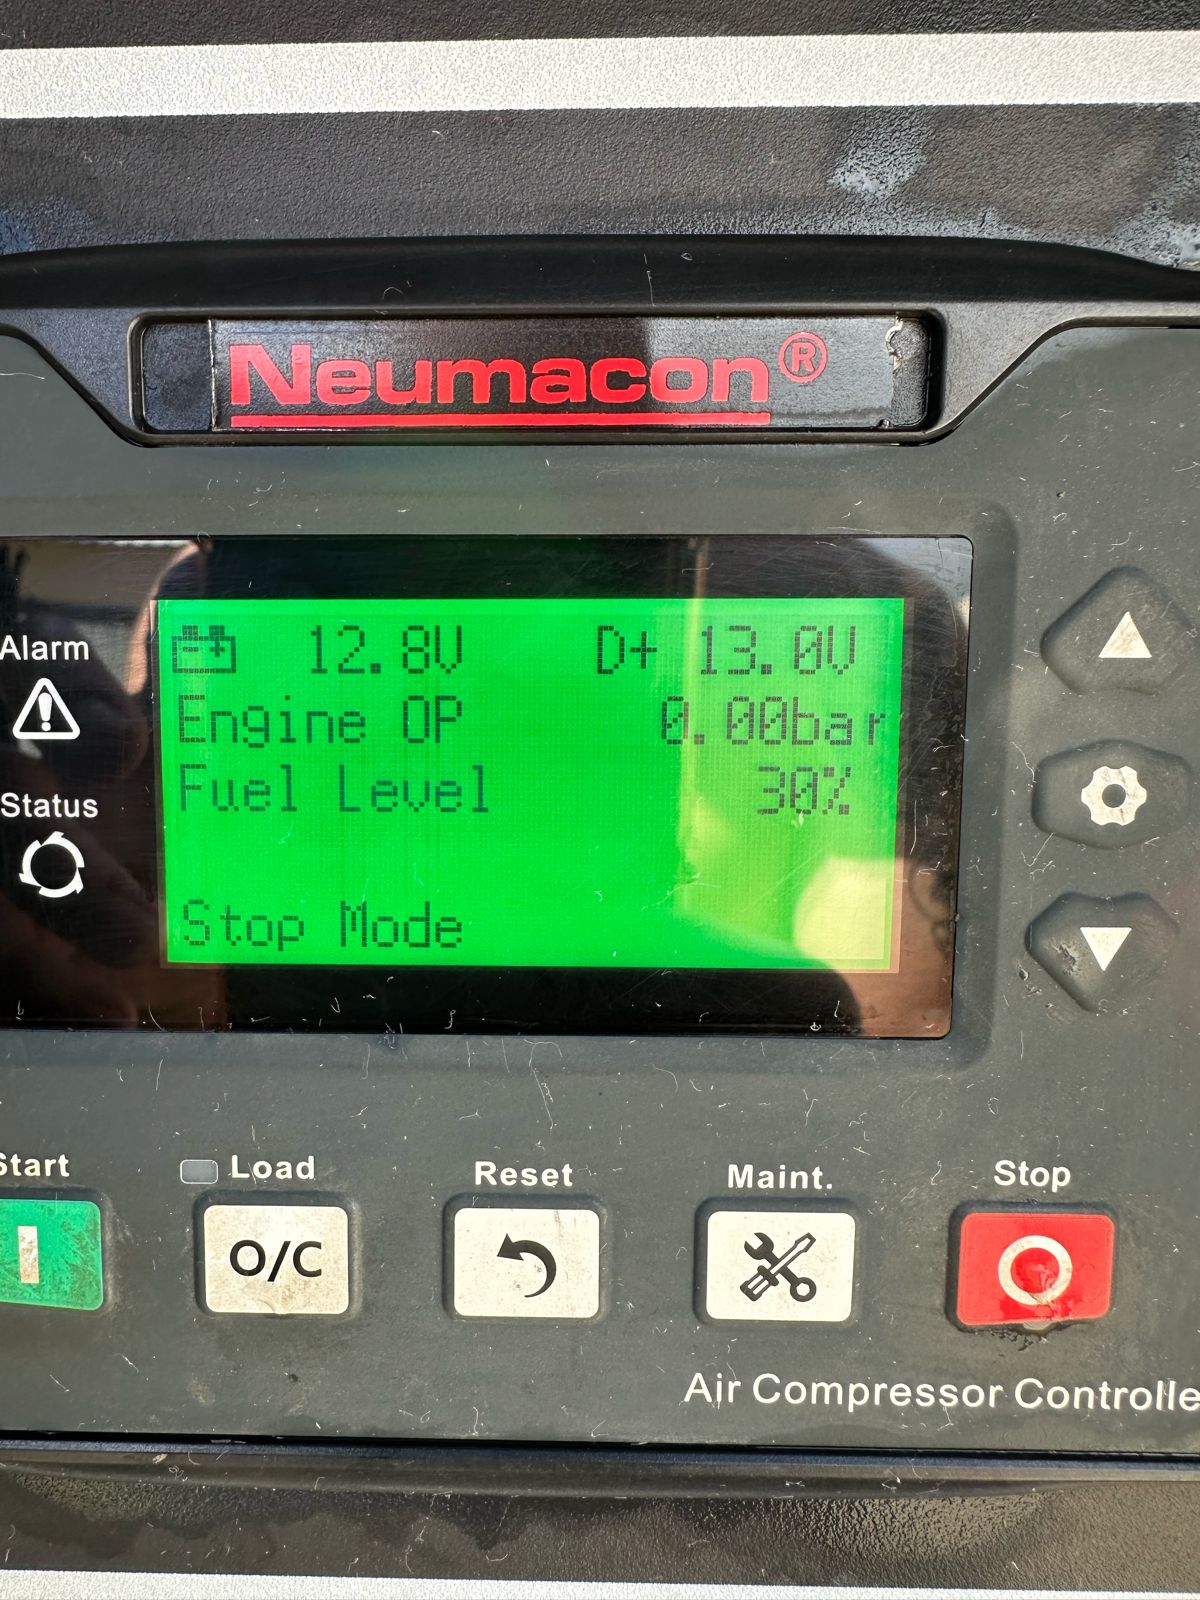 Neumacon®
12.8V D+ 13.0V
Engine OP 0.00bar
Fuel Level 30%
Stop Mode
Alarm
Status
Start
Load
Reset
Maint.
Stop
O/C
Air Compressor Controlle